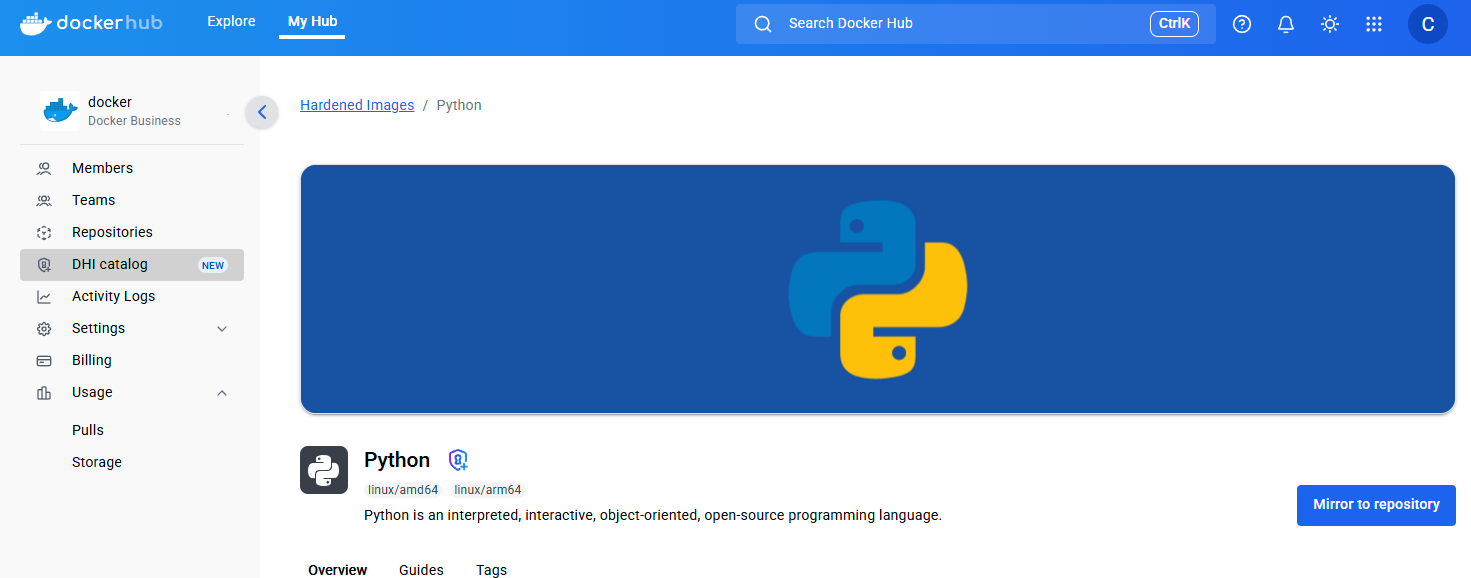 dockerhub Explore My Hub Search Docker Hub CtrlK C
docker
Docker Business
Members
Teams
Repositories
DHI catalog NEW
Activity Logs
Settings
Billing
Usage
Pulls
Storage
Hardened Images / Python
Python
linux/amd64 linux/arm64
Python is an interpreted, interactive, object-oriented, open-source programming language.
Mirror to repository
Overview Guides Tags